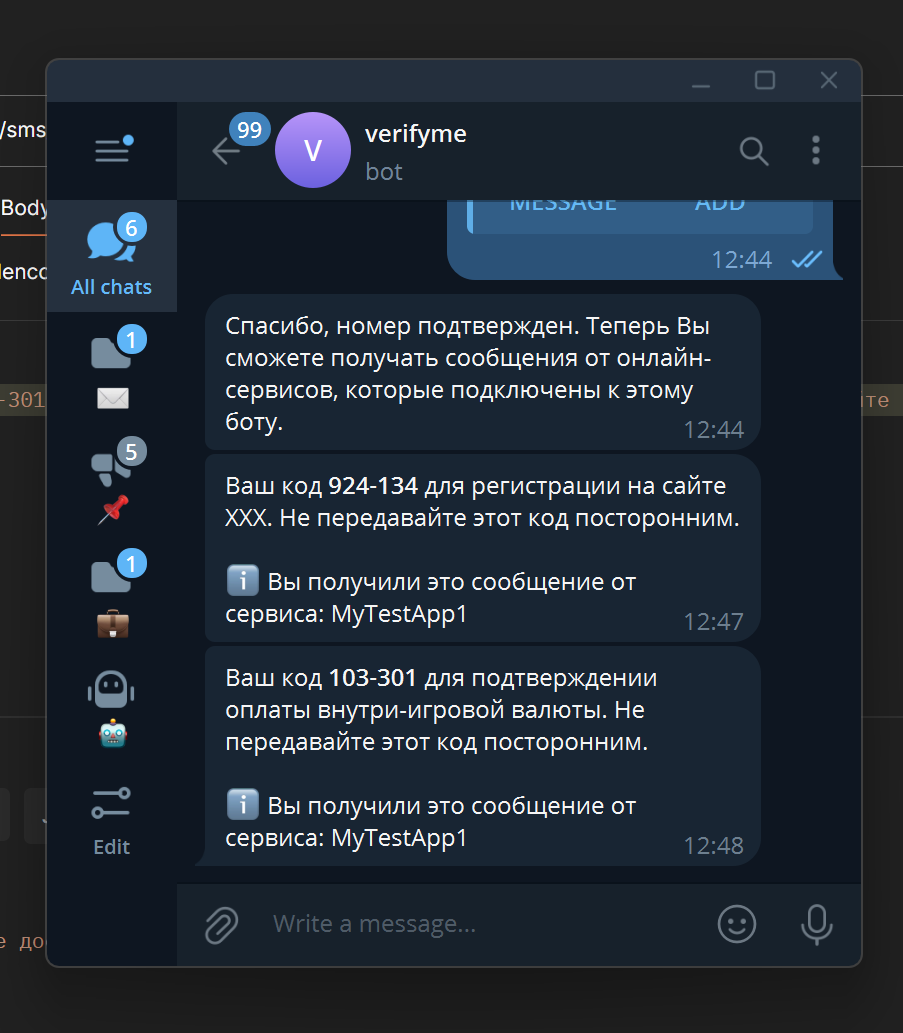 /sms
99
verifyme
V
bot
Body
MESSAGE
ADD
6
12:44
All chats
Спасибо, номер подтвержден. Теперь Вы
сможете получать сообщения от онлайн-
сервисов, которые подключены к этому
боту.
12:44
1
-301
5
Ваш код 924-134 для регистрации на сайте
XXX. Не передавайте этот код посторонним.
i Вы получили это сообщение от
сервиса: MyTestApp1
12:47
1
Ваш код 103-301 для подтверждении
оплаты внутри-игровой валюты. Не
передавайте этот код посторонним.
i Вы получили это сообщение от
сервиса: MyTestApp1
12:48
Edit
Write a message...